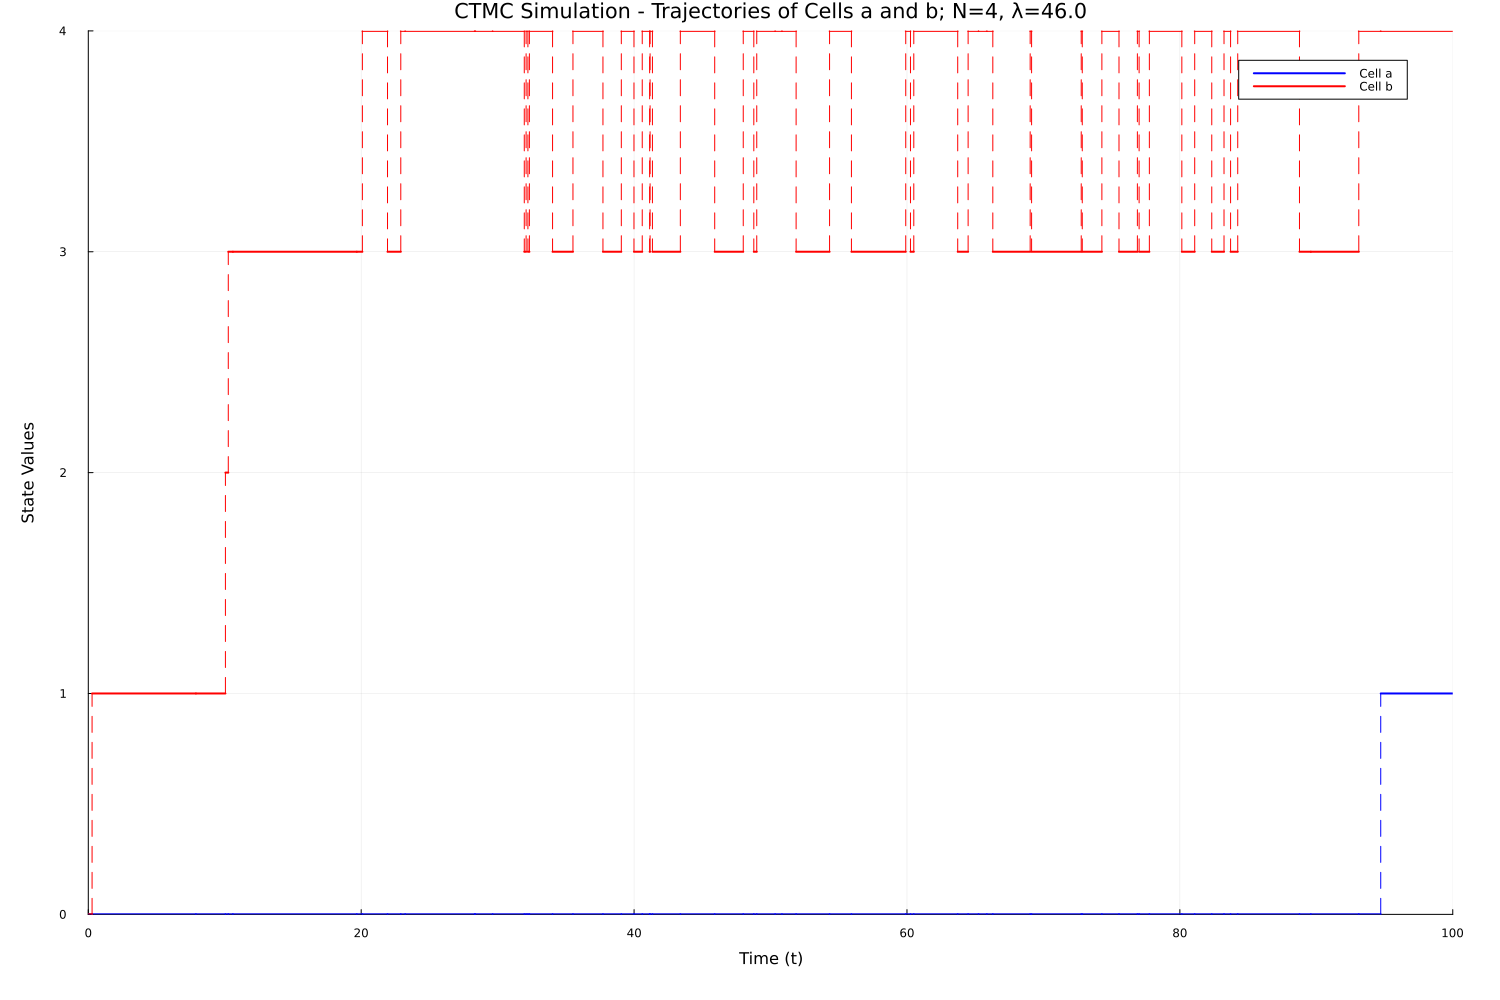 CTMC Simulation - Trajectories of Cells a and b; N=4, λ=46.0
4
Cell a
Cell b
3
State Values
2
1
0
0 20 40 60 80 100
Time (t)